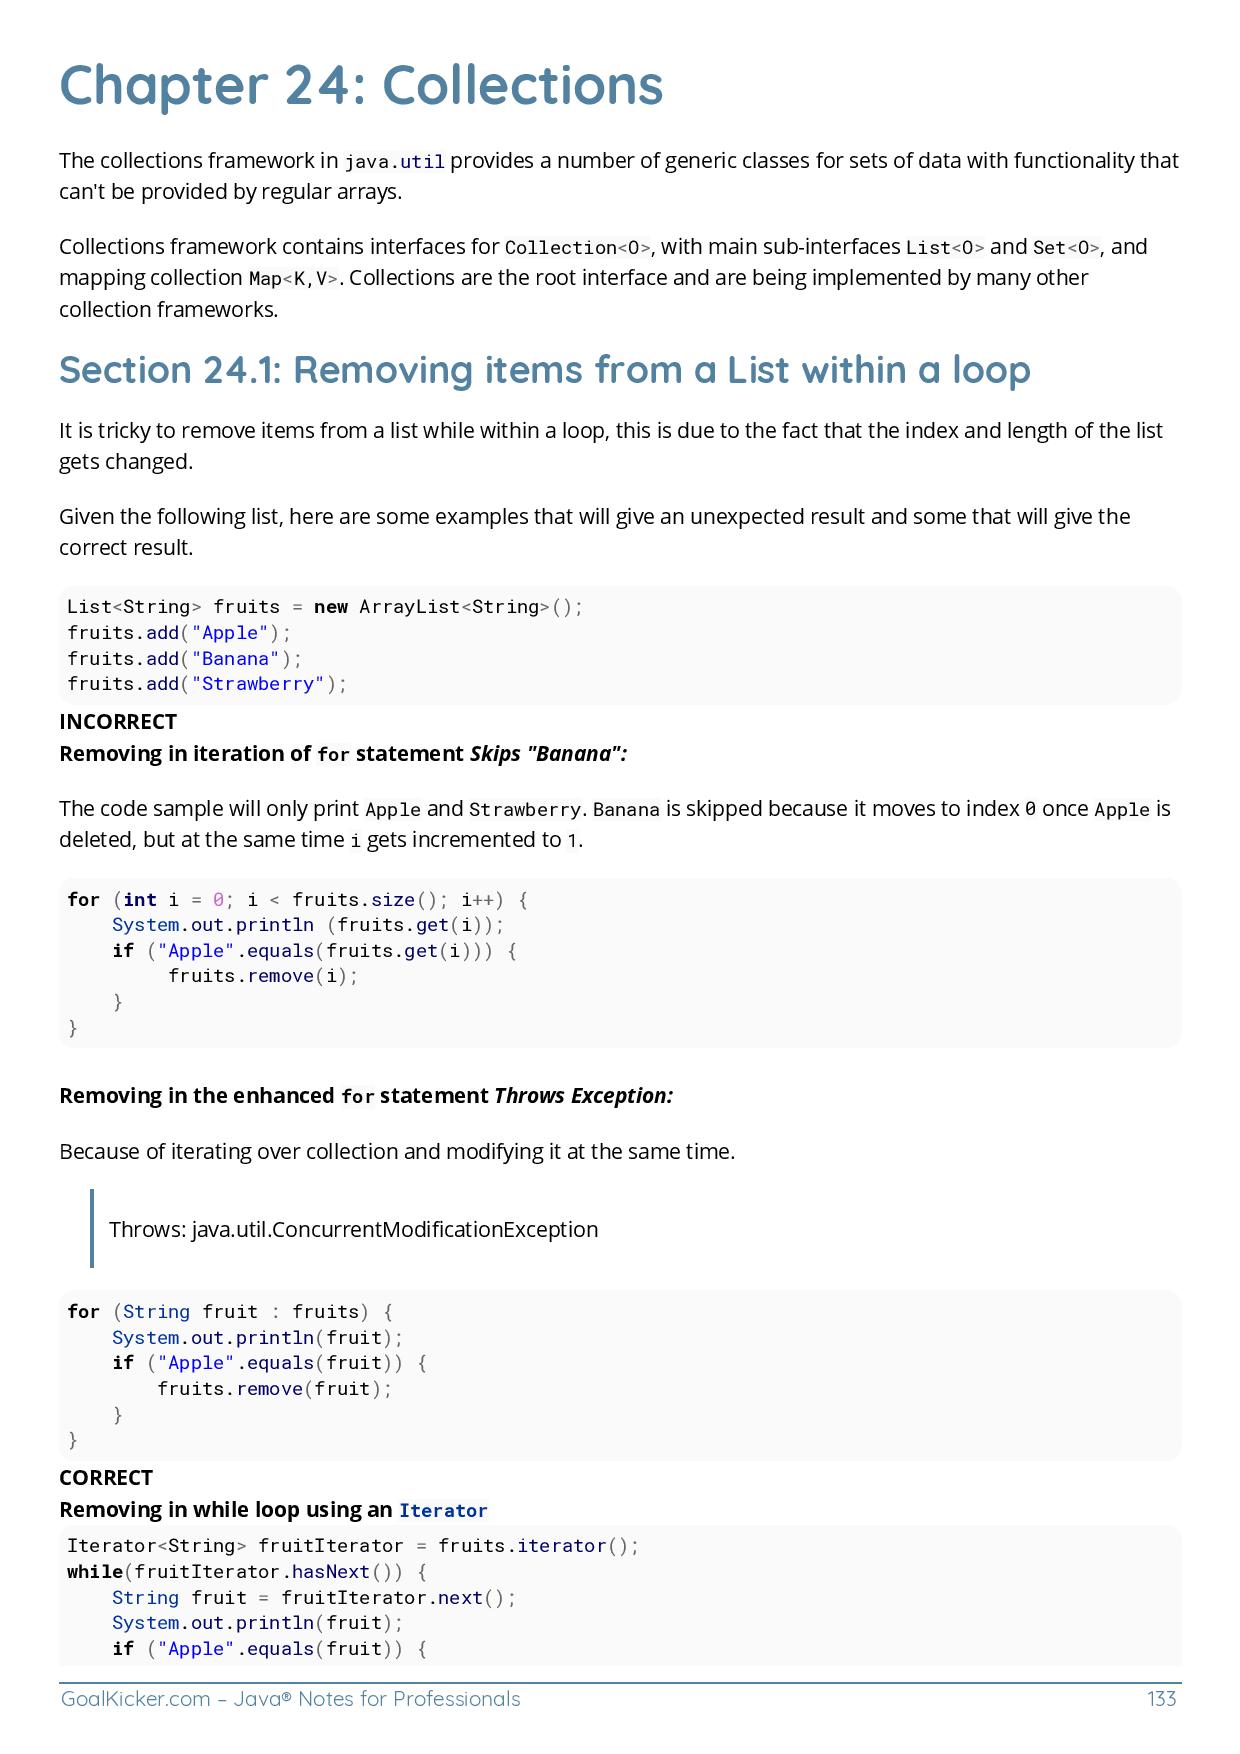 Chapter 24: Collections
The collections framework in java.util provides a number of generic classes for sets of data with functionality that
can't be provided by regular arrays.
Collections framework contains interfaces for Collection<O>, with main sub-interfaces List<O> and Set<O>, and
mapping collection Map<K,V>. Collections are the root interface and are being implemented by many other
collection frameworks.
Section 24.1: Removing items from a List within a loop
It is tricky to remove items from a list while within a loop, this is due to the fact that the index and length of the list
gets changed.
Given the following list, here are some examples that will give an unexpected result and some that will give the
correct result.
List<String> fruits = new ArrayList<String>();
fruits.add("Apple");
fruits.add("Banana");
fruits.add("Strawberry");
INCORRECT
Removing in iteration of for statement Skips "Banana":
The code sample will only print Apple and Strawberry. Banana is skipped because it moves to index 0 once Apple is
deleted, but at the same time i gets incremented to 1.
for (int i = 0; i < fruits.size(); i++) {
    System.out.println (fruits.get(i));
    if ("Apple".equals(fruits.get(i))) {
         fruits.remove(i);
    }
}
Removing in the enhanced for statement Throws Exception:
Because of iterating over collection and modifying it at the same time.
Throws: java.util.ConcurrentModificationException
for (String fruit : fruits) {
    System.out.println(fruit);
    if ("Apple".equals(fruit)) {
        fruits.remove(fruit);
    }
}
CORRECT
Removing in while loop using an Iterator
Iterator<String> fruitIterator = fruits.iterator();
while(fruitIterator.hasNext()) {
    String fruit = fruitIterator.next();
    System.out.println(fruit);
    if ("Apple".equals(fruit)) {
GoalKicker.com – Java® Notes for Professionals 133